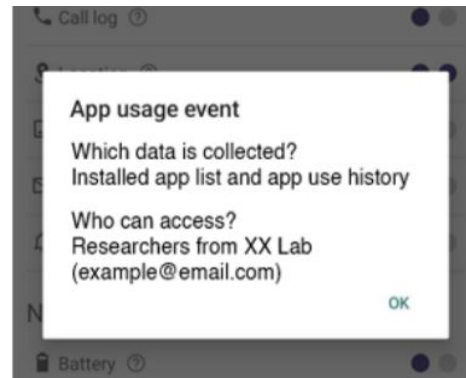 Call log
App usage event
Which data is collected?
Installed app list and app use history
Who can access?
Researchers from XX Lab
(example@email.com)
OK
N
Battery